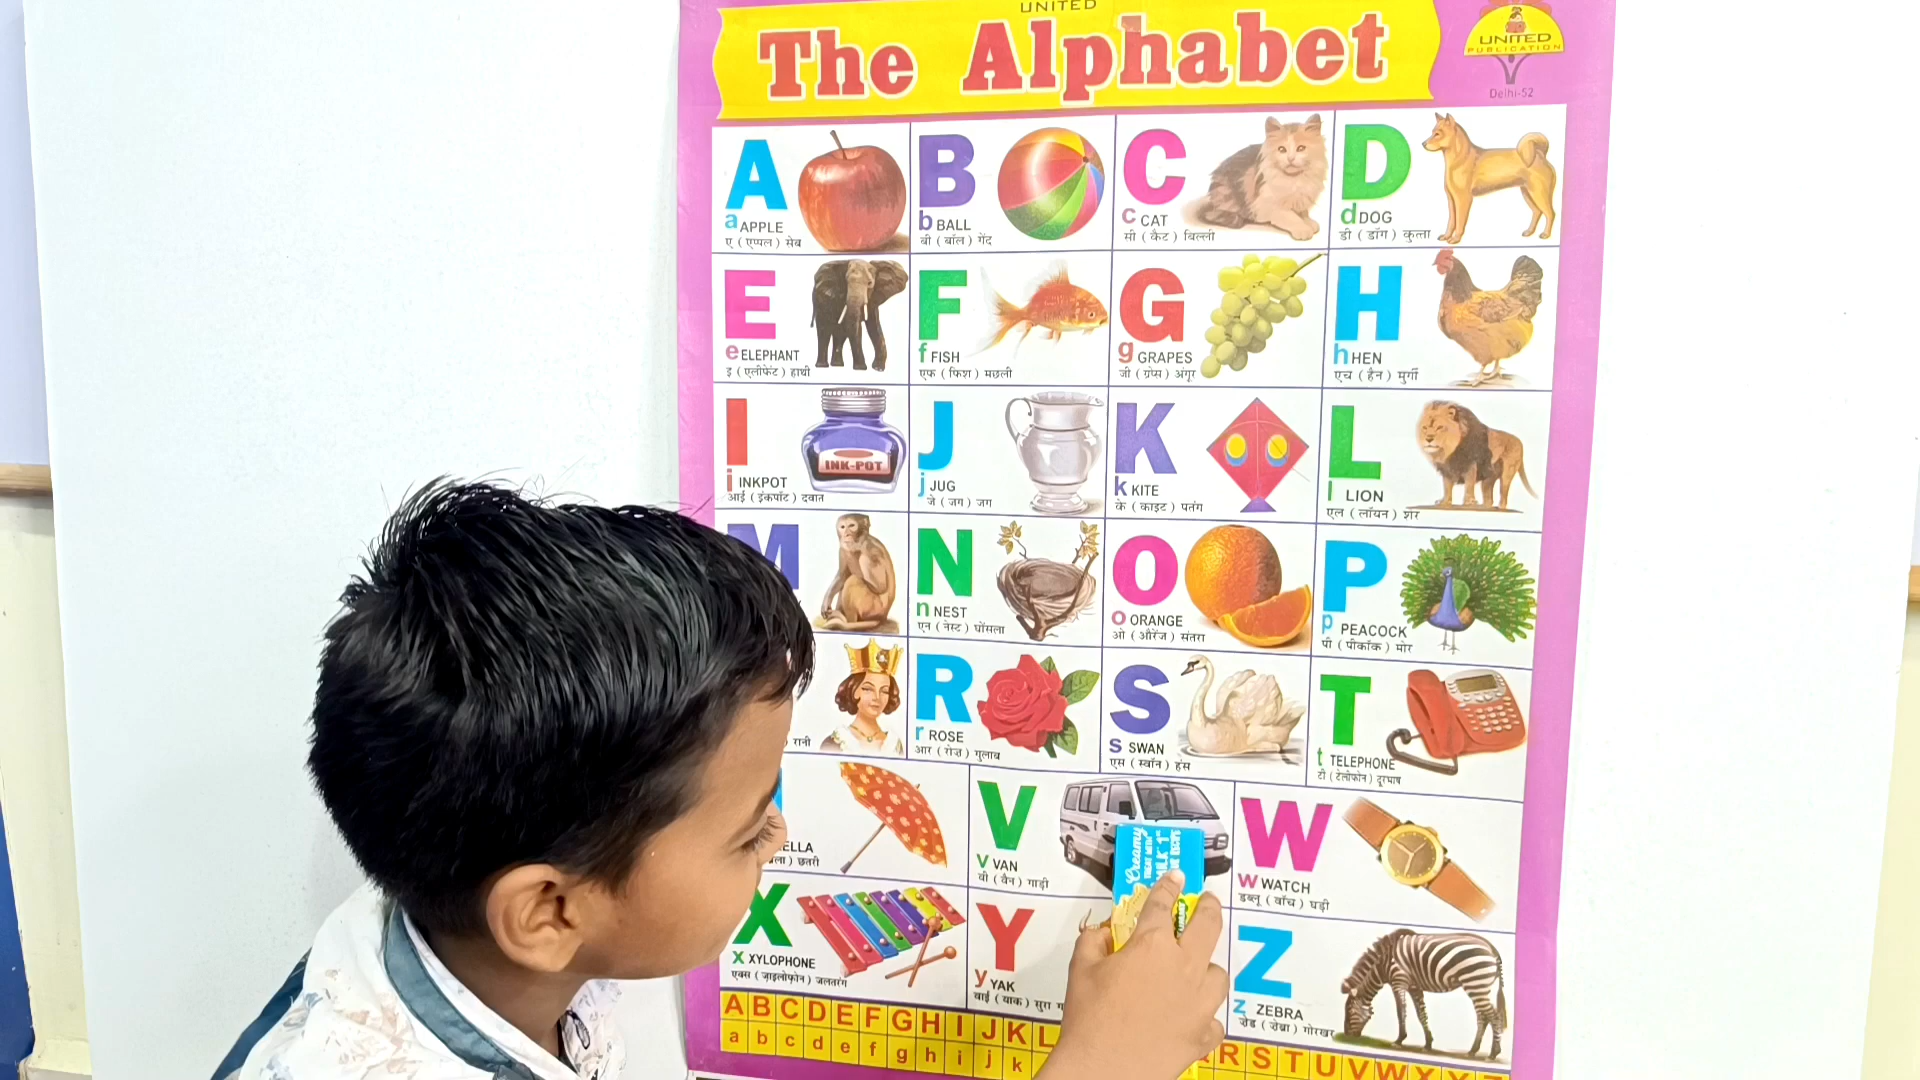 UNITED
The Alphabet
UNITED
PUBLICATION
Delhi-52
A
a APPLE
ए ( एप्पल ) सेब
B
b BALL
बी ( बॉल ) गेंद
C
c CAT
सी ( कैट ) बिल्ली
D
d DOG
डी ( डॉग ) कुत्ता
E
e ELEPHANT
इ ( एलीफेंट ) हाथी
F
f FISH
एफ ( फिश ) मछली
G
g GRAPES
जी ( ग्रेप्स ) अंगूर
H
h HEN
एच ( हैन ) मुर्गी
I
INK-POT
i INKPOT
आई ( इंकपॉट ) दवात
J
j JUG
जे ( जग ) जग
K
k KITE
के ( काइट ) पतंग
L
l LION
एल ( लॉयन ) शेर
M
N
n NEST
एन ( नेस्ट ) घोंसला
O
o ORANGE
ओ ( औरेंज ) संतरा
P
p PEACOCK
पी ( पीकॉक ) मोर
) रानी
R
r ROSE
आर ( रोज़ ) गुलाब
S
s SWAN
एस ( स्वॉन ) हंस
T
t TELEPHONE
टी ( टेलीफोन ) दूरभाष
ELLA
ला ) छतरी
V
v VAN
वी ( वैन ) गाड़ी
W
w WATCH
डब्लू ( वॉच ) घड़ी
Creamy
MILK 1st
X
x XYLOPHONE
एक्स ( ज़ाइलोफ़ोन ) जलतरंग
Y
y YAK
वाई ( याक ) सुरा
Z
z ZEBRA
ज़ेड ( ज़ेब्रा ) गोरखर
A B C D E F G H I J K L R S T U V W X Y Z
a b c d e f g h i j k